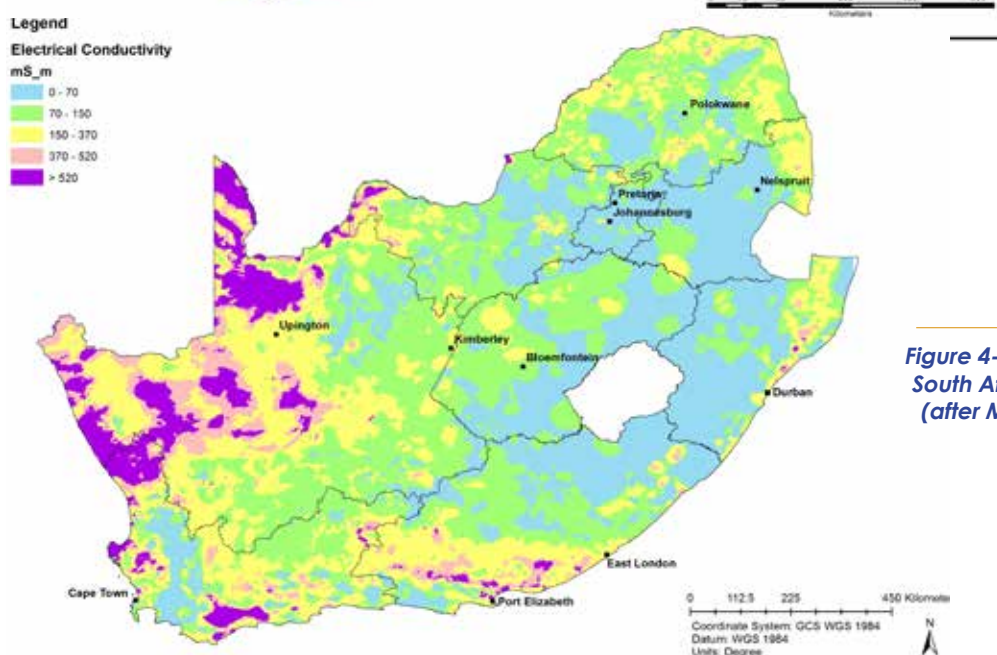 Kilometers
Legend
Electrical Conductivity
mS_m
0 - 70
70 - 150
150 - 370
370 - 520
> 520
Polokwane
Nelspruit
Pretoria
Johannesburg
Upington
Kimberley
Bloemfontein
Durban
Figure 4-
South Af
(after M
East London
Cape Town
Port Elizabeth
0 112.5 225 450 Kilomete
Coordinate System: GCS WGS 1984
Datum: WGS 1984
Units: Degree
N